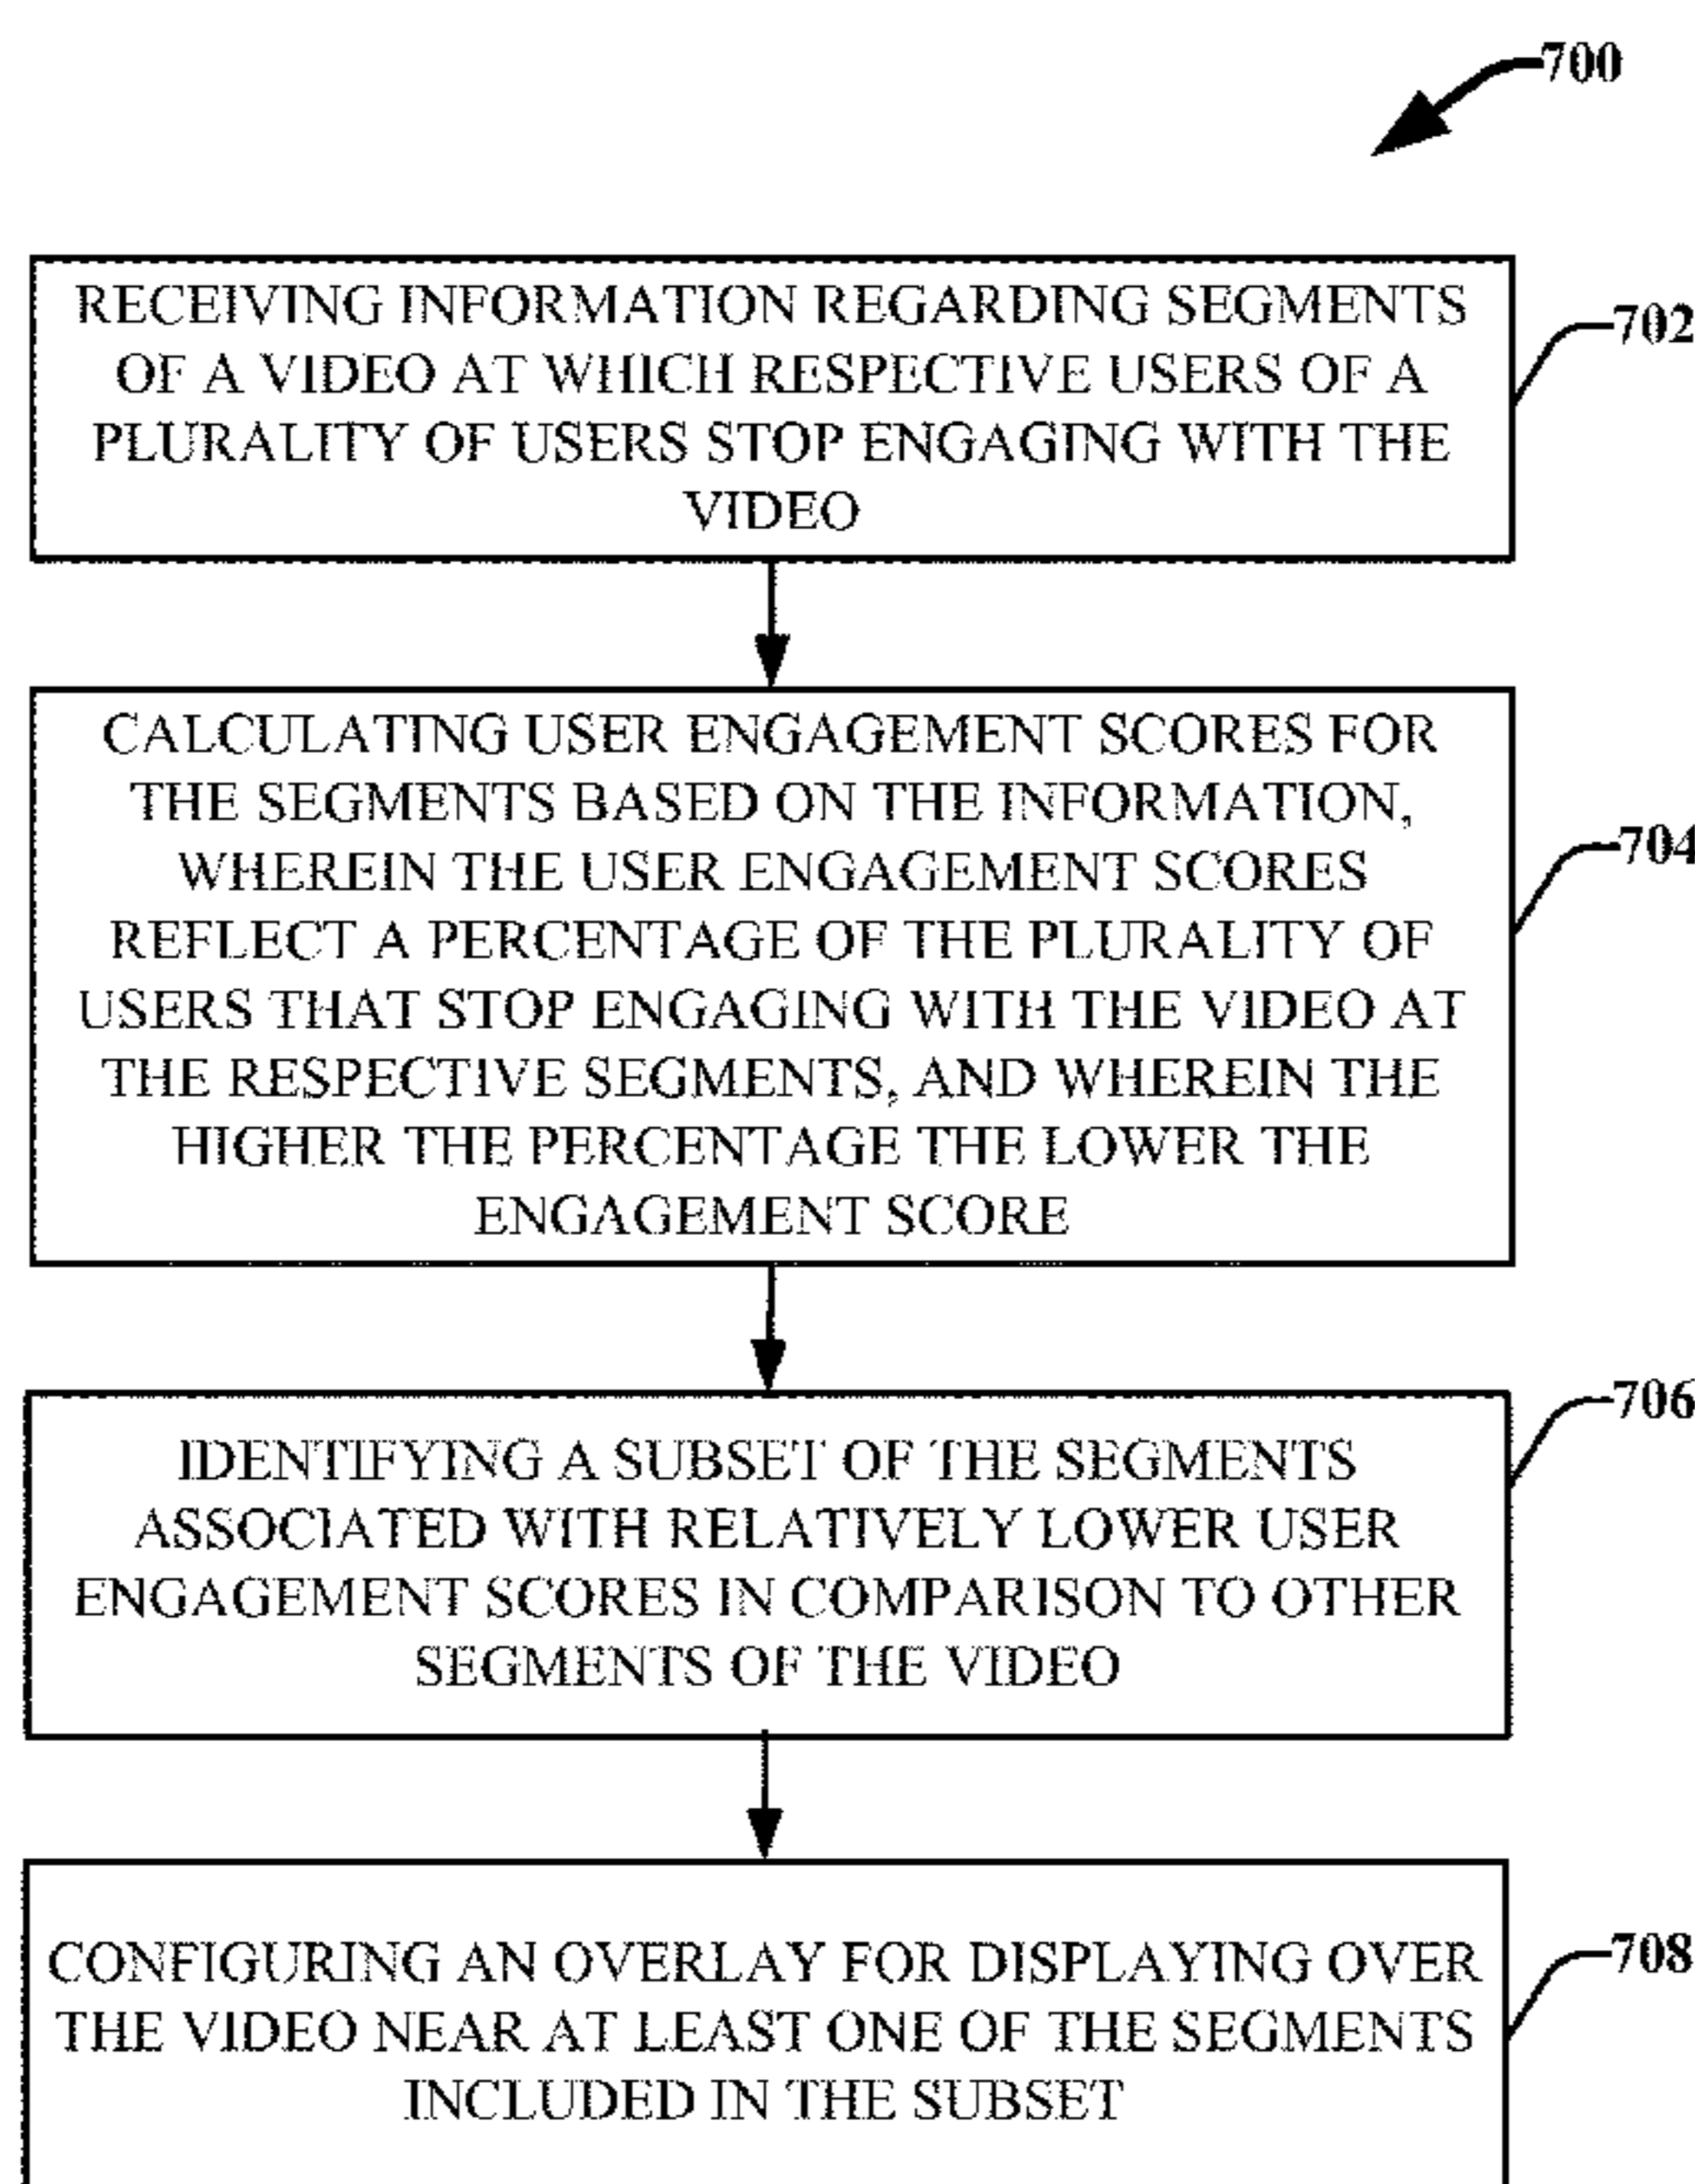 700
RECEIVING INFORMATION REGARDING SEGMENTS
OF A VIDEO AT WHICH RESPECTIVE USERS OF A
PLURALITY OF USERS STOP ENGAGING WITH THE
VIDEO
702
CALCULATING USER ENGAGEMENT SCORES FOR
THE SEGMENTS BASED ON THE INFORMATION,
WHEREIN THE USER ENGAGEMENT SCORES
REFLECT A PERCENTAGE OF THE PLURALITY OF
USERS THAT STOP ENGAGING WITH THE VIDEO AT
THE RESPECTIVE SEGMENTS, AND WHEREIN THE
HIGHER THE PERCENTAGE THE LOWER THE
ENGAGEMENT SCORE
704
IDENTIFYING A SUBSET OF THE SEGMENTS
ASSOCIATED WITH RELATIVELY LOWER USER
ENGAGEMENT SCORES IN COMPARISON TO OTHER
SEGMENTS OF THE VIDEO
706
CONFIGURING AN OVERLAY FOR DISPLAYING OVER
THE VIDEO NEAR AT LEAST ONE OF THE SEGMENTS
INCLUDED IN THE SUBSET
708